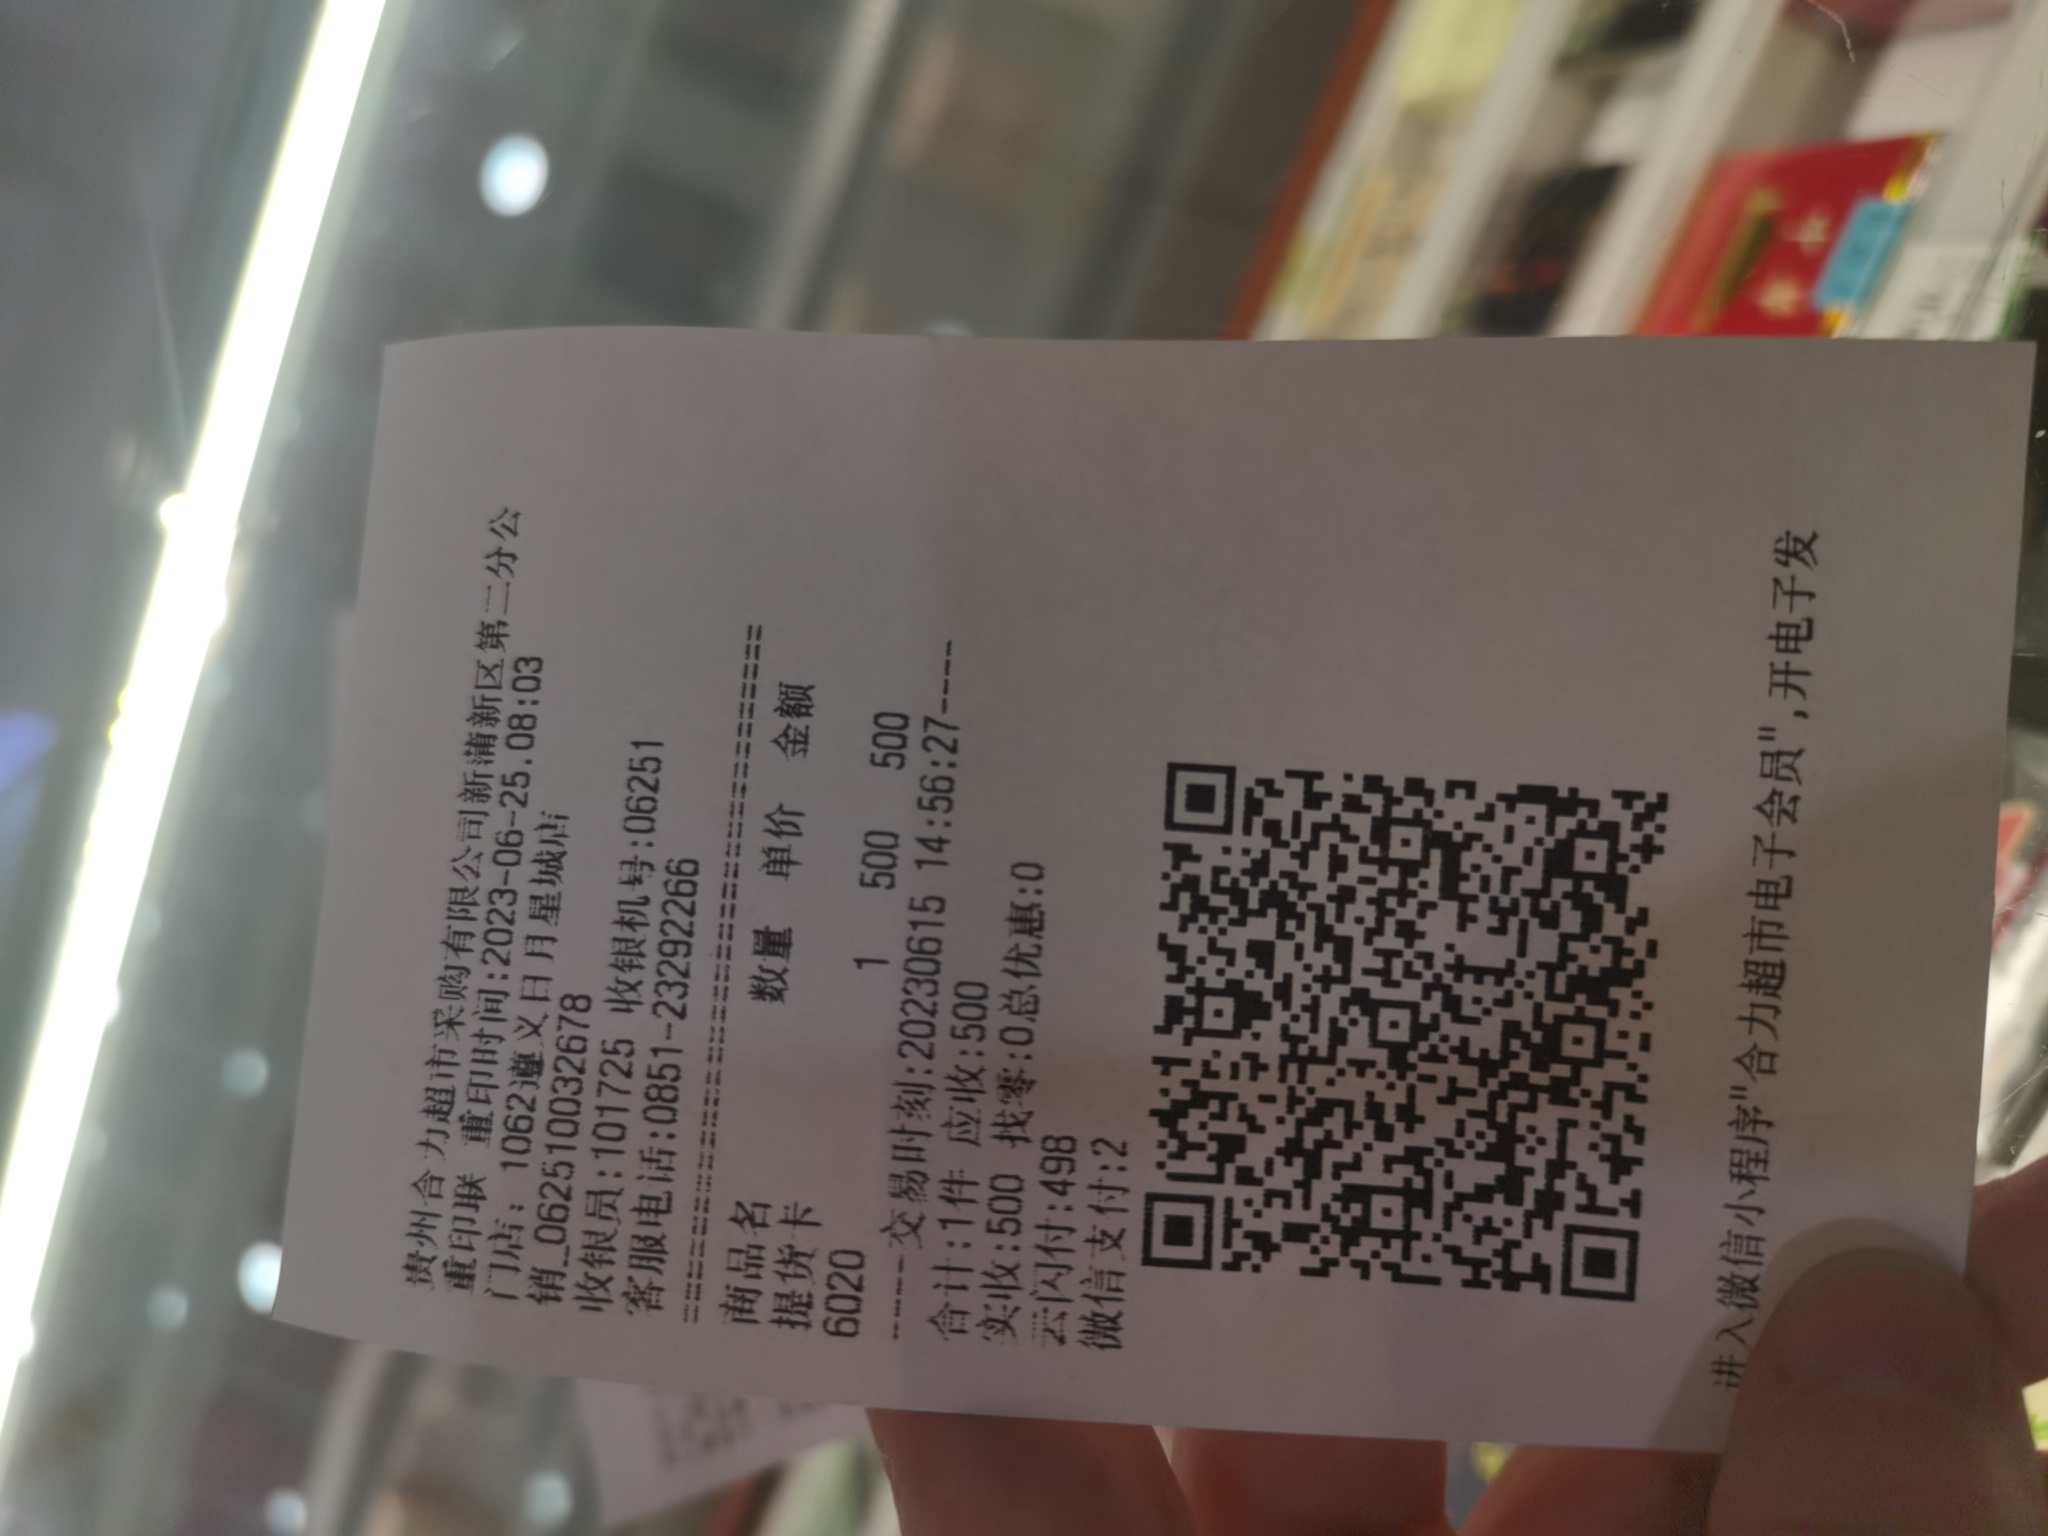 贵州合力超市采购有限公司新蒲新区第二分公
重印联 重印时间:2023-06-25.08:03
门店: 1062遵义日月星城店
销_0625100032678
收银员:101725 收银机号:06251
客服电话:0851-23292266
================================
商品名 数量 单价 金额
提货卡
6020 1 500 500
-----交易时刻:20230615 14:56:27-----
合计:1件 应收:500
实收:500 找零:0总优惠:0
云闪付:498
微信支付:2
进入微信小程序"合力超市电子会员",开电子发